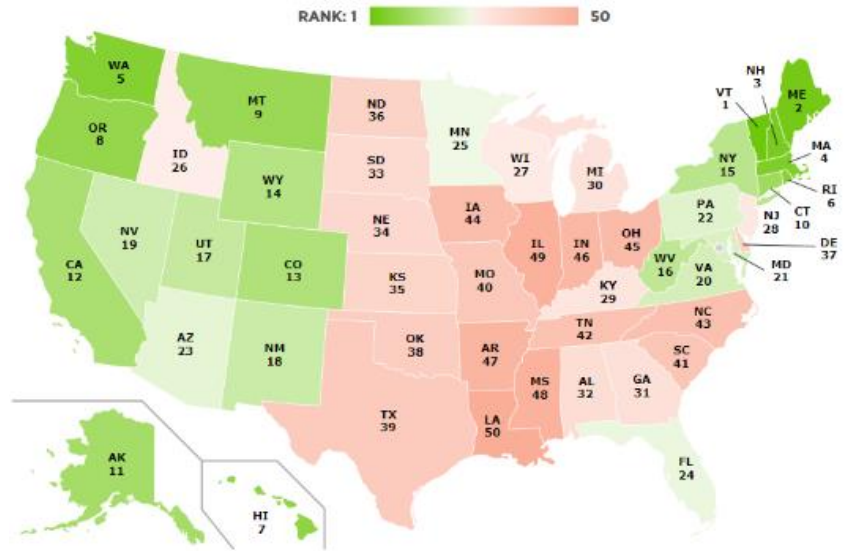 RANK: 1
50
WA
5
OR
8
CA
12
NV
19
ID
26
MT
9
WY
14
UT
17
AZ
23
CO
13
NM
18
ND
36
SD
33
NE
34
KS
35
OK
38
TX
39
MN
25
IA
44
MO
40
AR
47
LA
50
WI
27
IL
49
MI
30
IN
46
OH
45
KY
29
TN
42
MS
48
AL
32
GA
31
FL
24
SC
41
NC
43
VA
20
WV
16
PA
22
NY
15
VT
1
NH
3
ME
2
MA
4
RI
6
CT
10
NJ
28
DE
37
MD
21
AK
11
HI
7